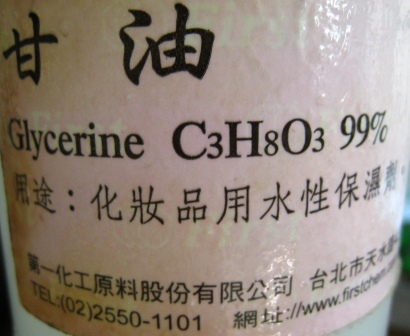 甘油
Glycerine C3H8O3 99%
用途：化妝品用水性保濕劑
第一化工原料股份有限公司 台北市天水
TEL:(02)2550-1101 網址://www.firstchem